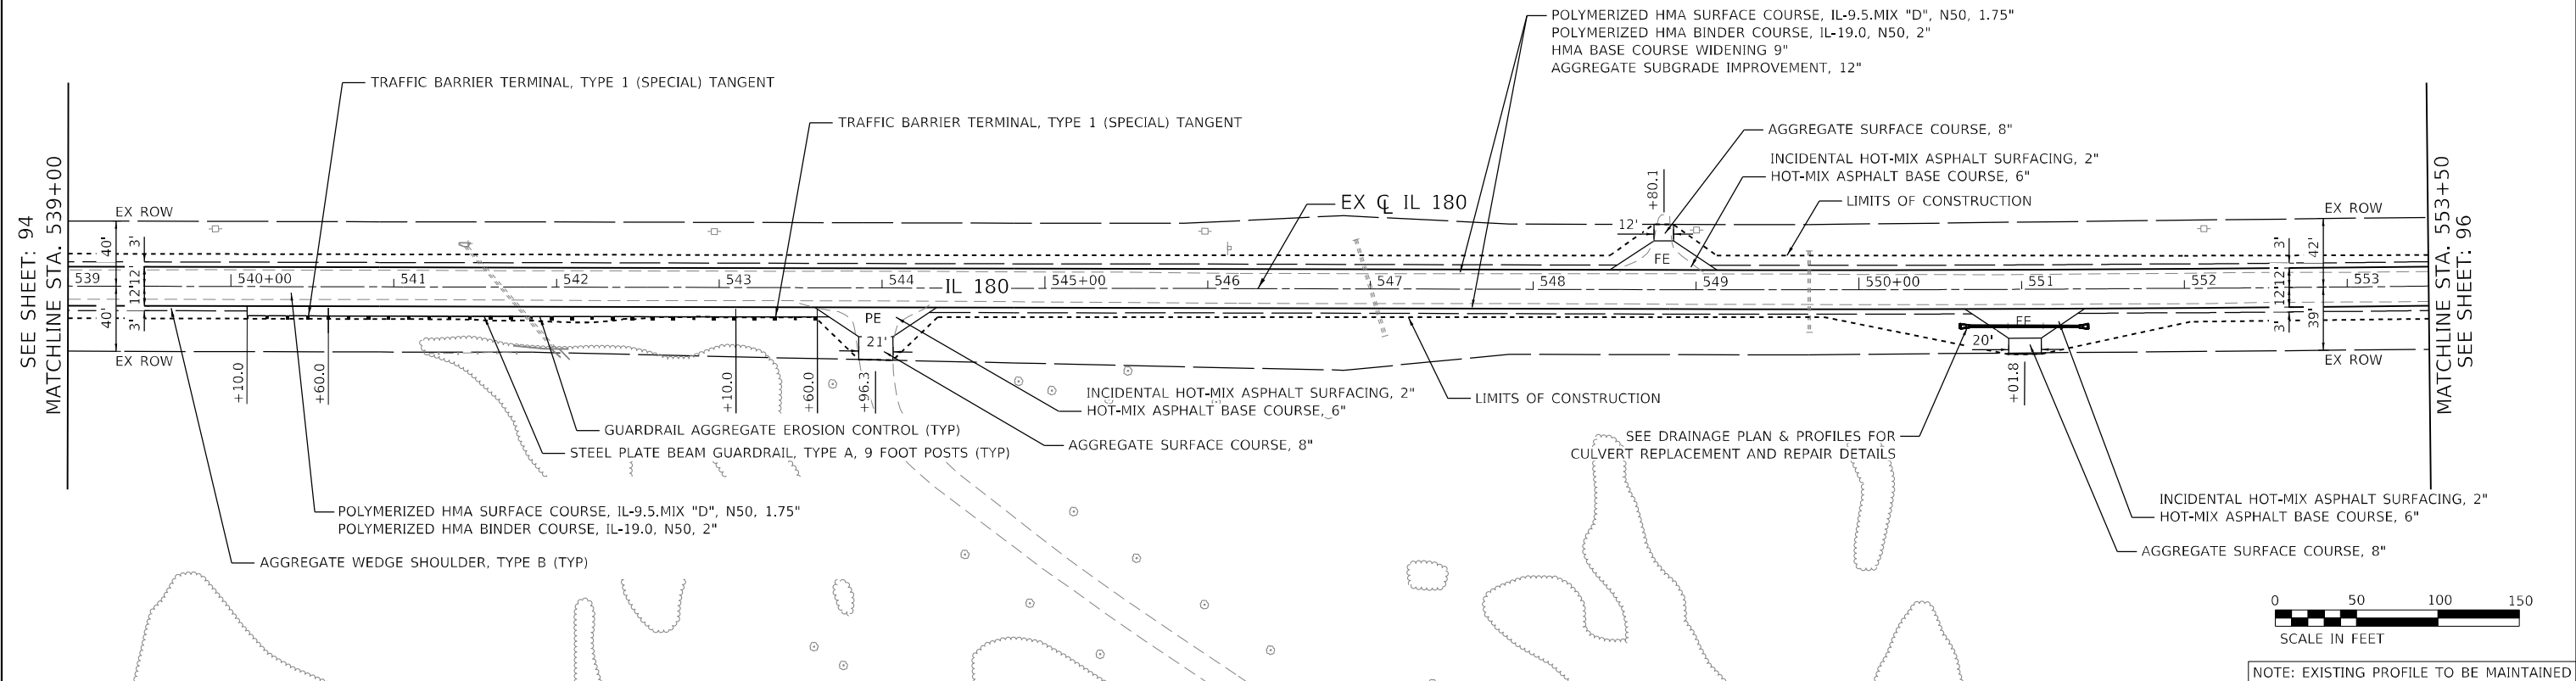 POLYMERIZED HMA SURFACE COURSE, IL-9.5.MIX "D", N50, 1.75"
POLYMERIZED HMA BINDER COURSE, IL-19.0, N50, 2"
HMA BASE COURSE WIDENING 9"
AGGREGATE SUBGRADE IMPROVEMENT, 12"
TRAFFIC BARRIER TERMINAL, TYPE 1 (SPECIAL) TANGENT
TRAFFIC BARRIER TERMINAL, TYPE 1 (SPECIAL) TANGENT
AGGREGATE SURFACE COURSE, 8"
INCIDENTAL HOT-MIX ASPHALT SURFACING, 2"
HOT-MIX ASPHALT BASE COURSE, 6"
LIMITS OF CONSTRUCTION
SEE SHEET: 94
MATCHLINE STA. 539+00
EX ROW
EX ℄ IL 180
+80.1
12'
EX ROW
MATCHLINE STA. 553+50
SEE SHEET: 96
40'
3'
12'
12'
3'
40'
FE
3'
42'
12'
12'
3'
39'
539
540+00
541
542
543
544
IL 180
545+00
546
547
548
549
550+00
551
552
553
PE
21'
FE
20'
EX ROW
EX ROW
+10.0
+60.0
+10.0
+60.0
+96.3
+01.8
INCIDENTAL HOT-MIX ASPHALT SURFACING, 2"
HOT-MIX ASPHALT BASE COURSE, 6"
LIMITS OF CONSTRUCTION
GUARDRAIL AGGREGATE EROSION CONTROL (TYP)
AGGREGATE SURFACE COURSE, 8"
STEEL PLATE BEAM GUARDRAIL, TYPE A, 9 FOOT POSTS (TYP)
SEE DRAINAGE PLAN & PROFILES FOR
CULVERT REPLACEMENT AND REPAIR DETAILS
POLYMERIZED HMA SURFACE COURSE, IL-9.5.MIX "D", N50, 1.75"
POLYMERIZED HMA BINDER COURSE, IL-19.0, N50, 2"
INCIDENTAL HOT-MIX ASPHALT SURFACING, 2"
HOT-MIX ASPHALT BASE COURSE, 6"
AGGREGATE SURFACE COURSE, 8"
AGGREGATE WEDGE SHOULDER, TYPE B (TYP)
0 50 100 150
SCALE IN FEET
NOTE: EXISTING PROFILE TO BE MAINTAINED